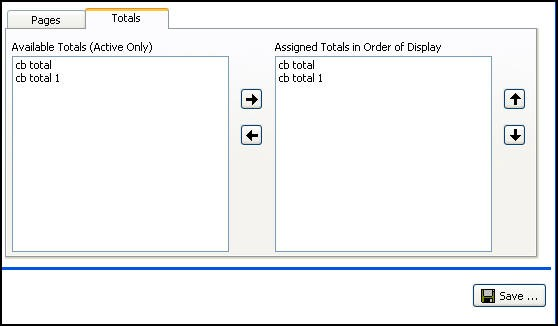 Pages
Totals
Available Totals (Active Only)
Assigned Totals in Order of Display
cb total
cb total 1
cb total
cb total 1
Save ...